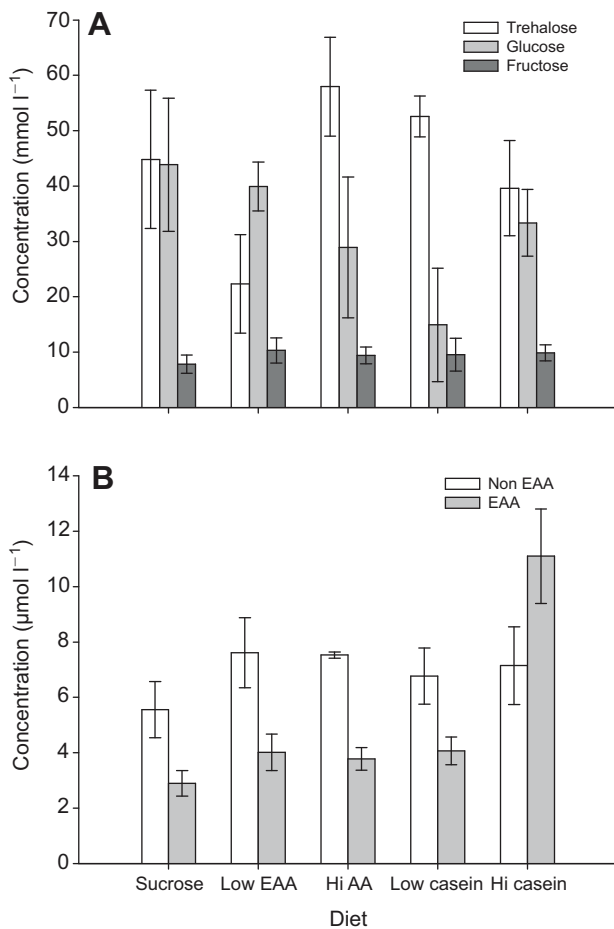 A
Trehalose
Glucose
Fructose
Concentration (mmol l⁻¹)
70
60
50
40
30
20
10
0
B
Non EAA
EAA
Concentration (µmol l⁻¹)
14
12
10
8
6
4
2
0
Sucrose Low EAA Hi AA Low casein Hi casein
Diet